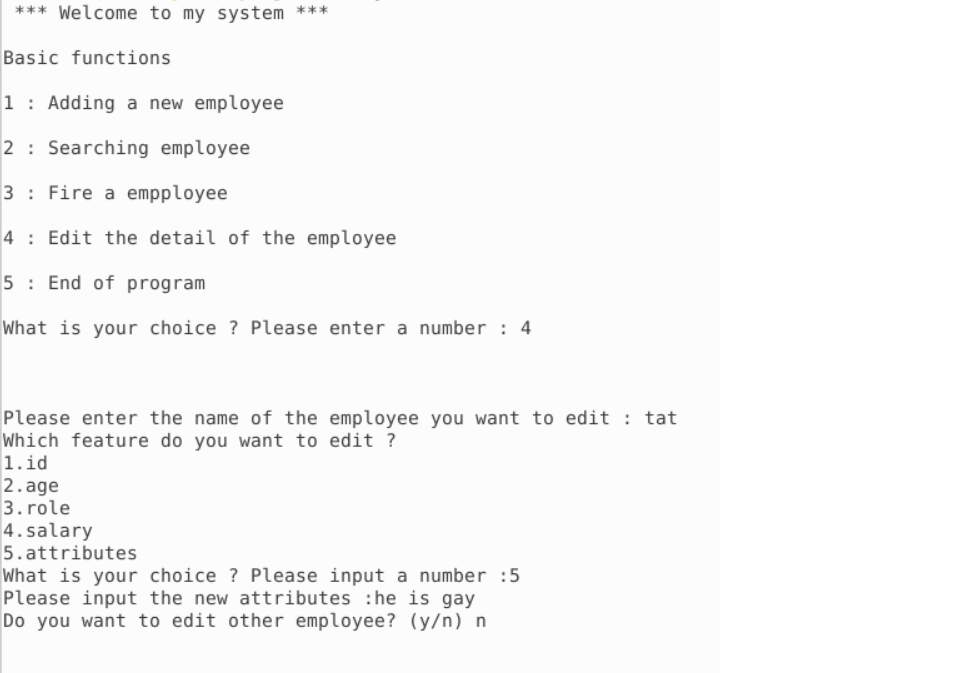 *** Welcome to my system ***
Basic functions
1 : Adding a new employee
2 : Searching employee
3 : Fire a empployee
4 : Edit the detail of the employee
5 : End of program
What is your choice ? Please enter a number : 4
Please enter the name of the employee you want to edit : tat
Which feature do you want to edit ?
1.id
2.age
3.role
4.salary
5.attributes
What is your choice ? Please input a number :5
Please input the new attributes :he is gay
Do you want to edit other employee? (y/n) n